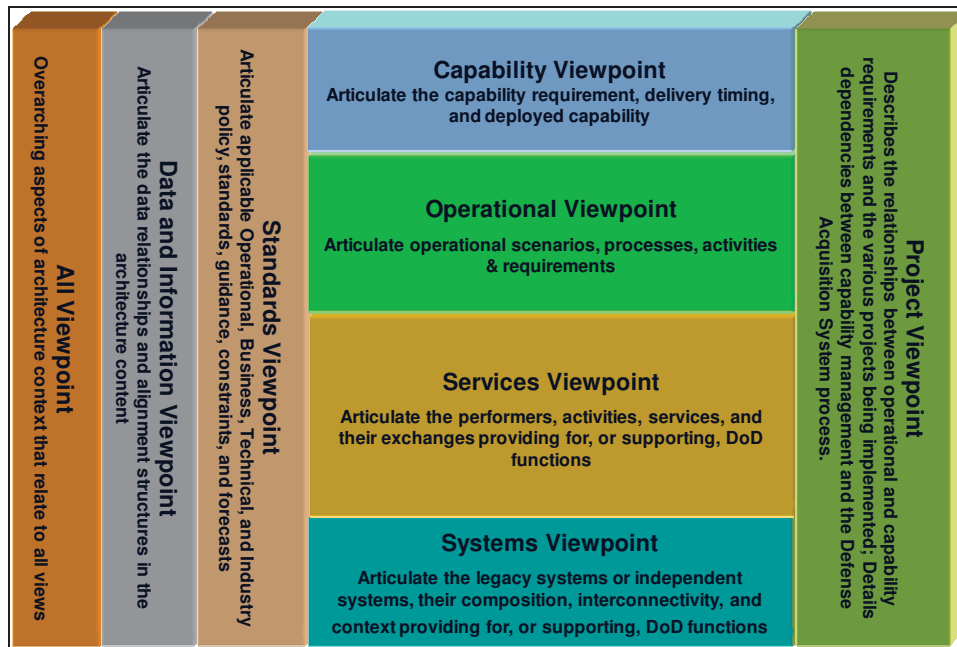 All Viewpoint
Overarching aspects of architecture context that relate to all views
Data and Information Viewpoint
Articulate the data relationships and alignment structures in the
architecture content
Standards Viewpoint
Articulate applicable Operational, Business, Technical, and Industry
policy, standards, guidance, constraints, and forecasts
Capability Viewpoint
Articulate the capability requirement, delivery timing,
and deployed capability
Operational Viewpoint
Articulate operational scenarios, processes, activities
& requirements
Services Viewpoint
Articulate the performers, activities, services, and
their exchanges providing for, or supporting, DoD
functions
Systems Viewpoint
Articulate the legacy systems or independent
systems, their composition, interconnectivity, and
context providing for, or supporting, DoD functions
Project Viewpoint
Describes the relationships between operational and capability
requirements and the various projects being implemented; Details
dependencies between capability management and the Defense
Acquisition System process.